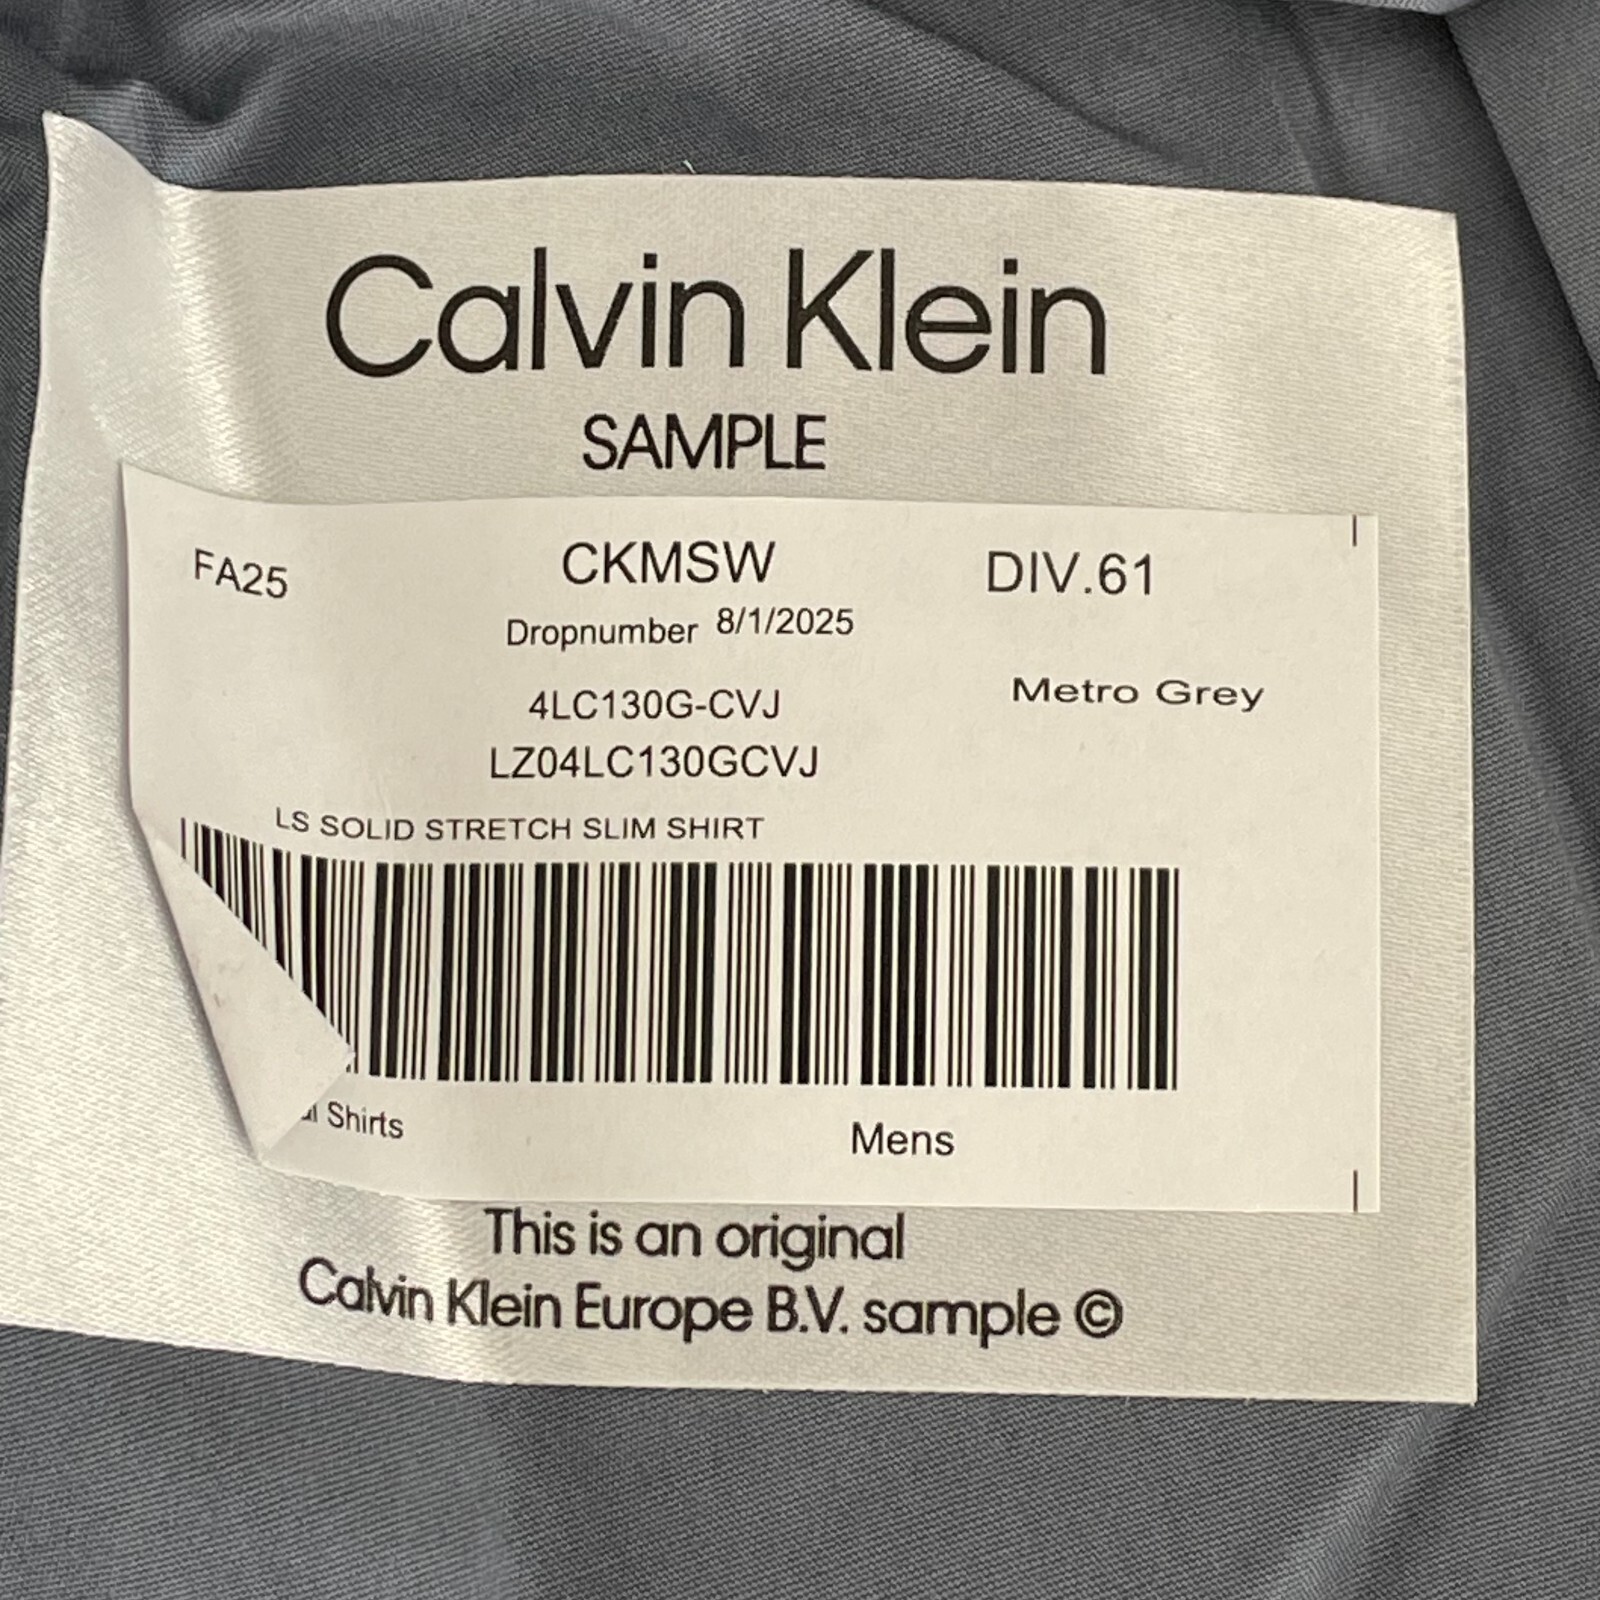 Calvin Klein
SAMPLE
FA25 CKMSW DIV.61
Dropnumber 8/1/2025
4LC130G-CVJ Metro Grey
LZ04LC130GCVJ
LS SOLID STRETCH SLIM SHIRT
Shirts Mens
This is an original
Calvin Klein Europe B.V. sample ©